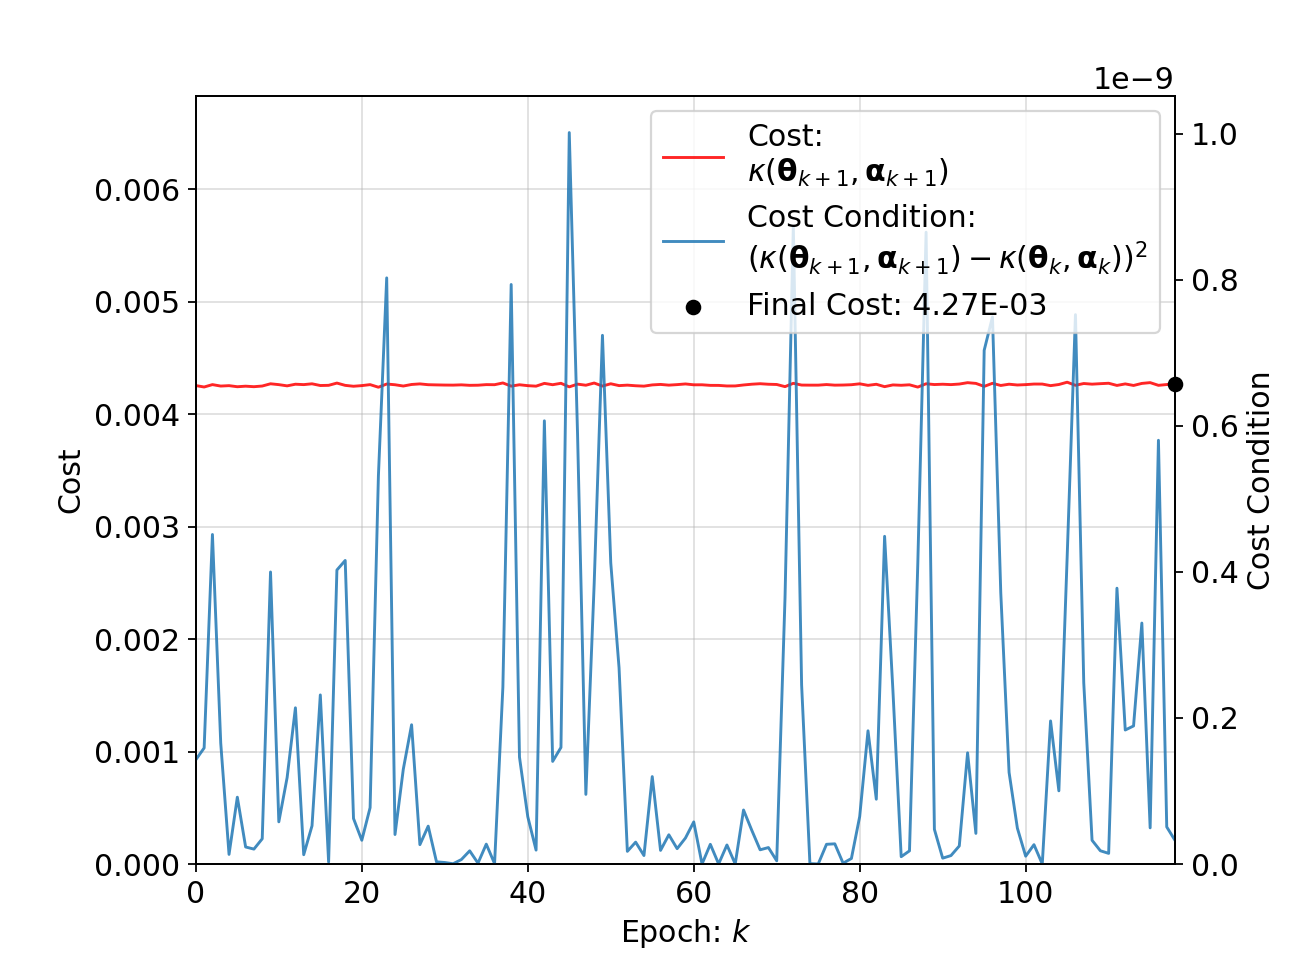 1e−9
Cost:
κ(θₖ₊₁, αₖ₊₁)
Cost Condition:
(κ(θₖ₊₁, αₖ₊₁) − κ(θₖ, αₖ))²
Final Cost: 4.27E-03
0.006
0.005
0.004
0.003
0.002
0.001
0.000
Cost
1.0
0.8
0.6
0.4
0.2
0.0
Cost Condition
0 20 40 60 80 100
Epoch: k